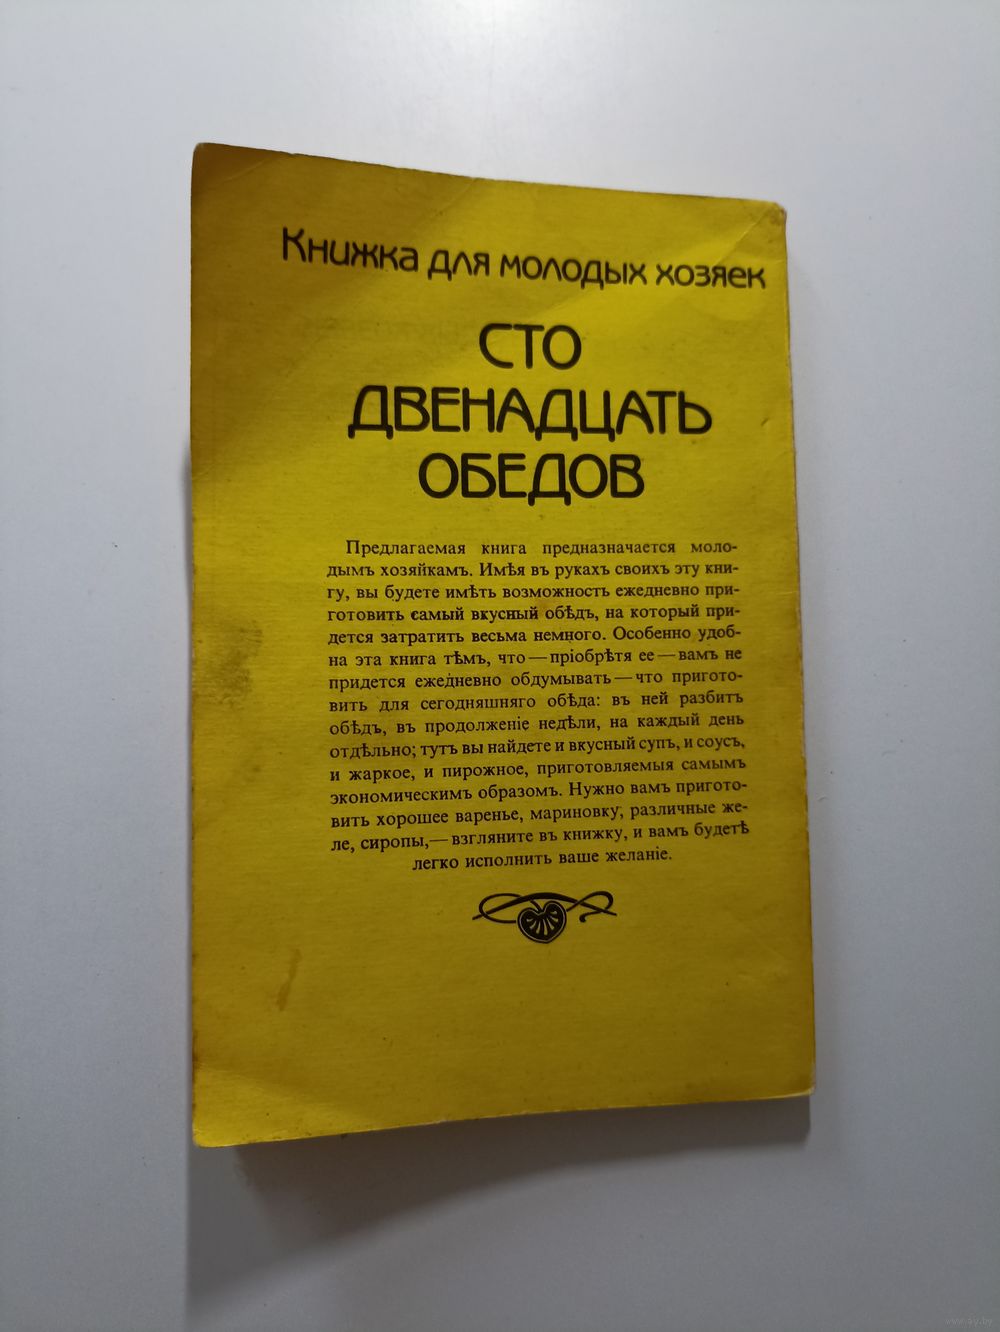 Книжка для молодых хозяек
СТО
ДВЕНАДЦАТЬ
ОБЕДОВ
Предлагаемая книга предназначается моло-
дымъ хозяйкамъ. Имѣя въ рукахъ своихъ эту кни-
гу, вы будете имѣть возможность ежедневно при-
готовить самый вкусный обѣдъ, на который при-
дется затратить весьма немного. Особенно удоб-
на эта книга тѣмъ, что — пріобрѣтя ее — вамъ не
придется ежедневно обдумывать — что пригото-
вить для сегодняшняго обѣда: въ ней разбитъ
обѣдъ, въ продолженіе недѣли, на каждый день
отдѣльно; тутъ вы найдете и вкусный супъ, и соусъ,
и жаркое, и пирожное, приготовляемыя самымъ
экономическимъ образомъ. Нужно вамъ пригото-
вить хорошее варенье, мариновку, различные же-
ле, сиропы,— взгляните въ книжку, и вамъ будетѣ
легко исполнить ваше желаніе.
www.ay.by